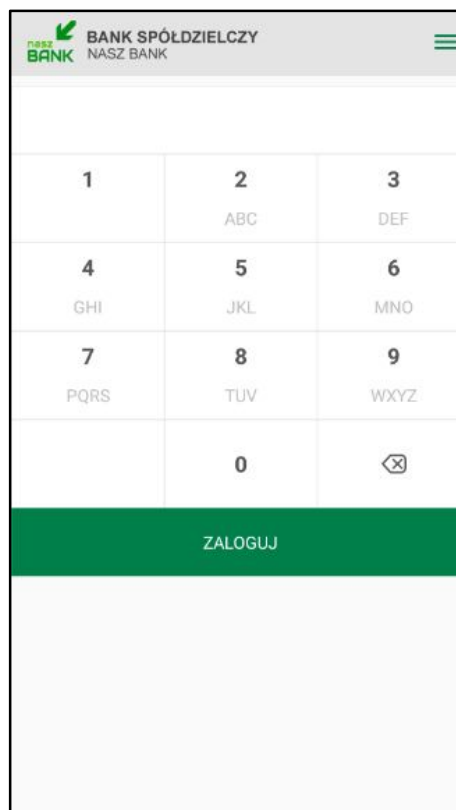 nasz BANK
BANK SPÓŁDZIELCZY
NASZ BANK
1 2 3
ABC DEF
4 5 6
GHI JKL MNO
7 8 9
PQRS TUV WXYZ
0
ZALOGUJ